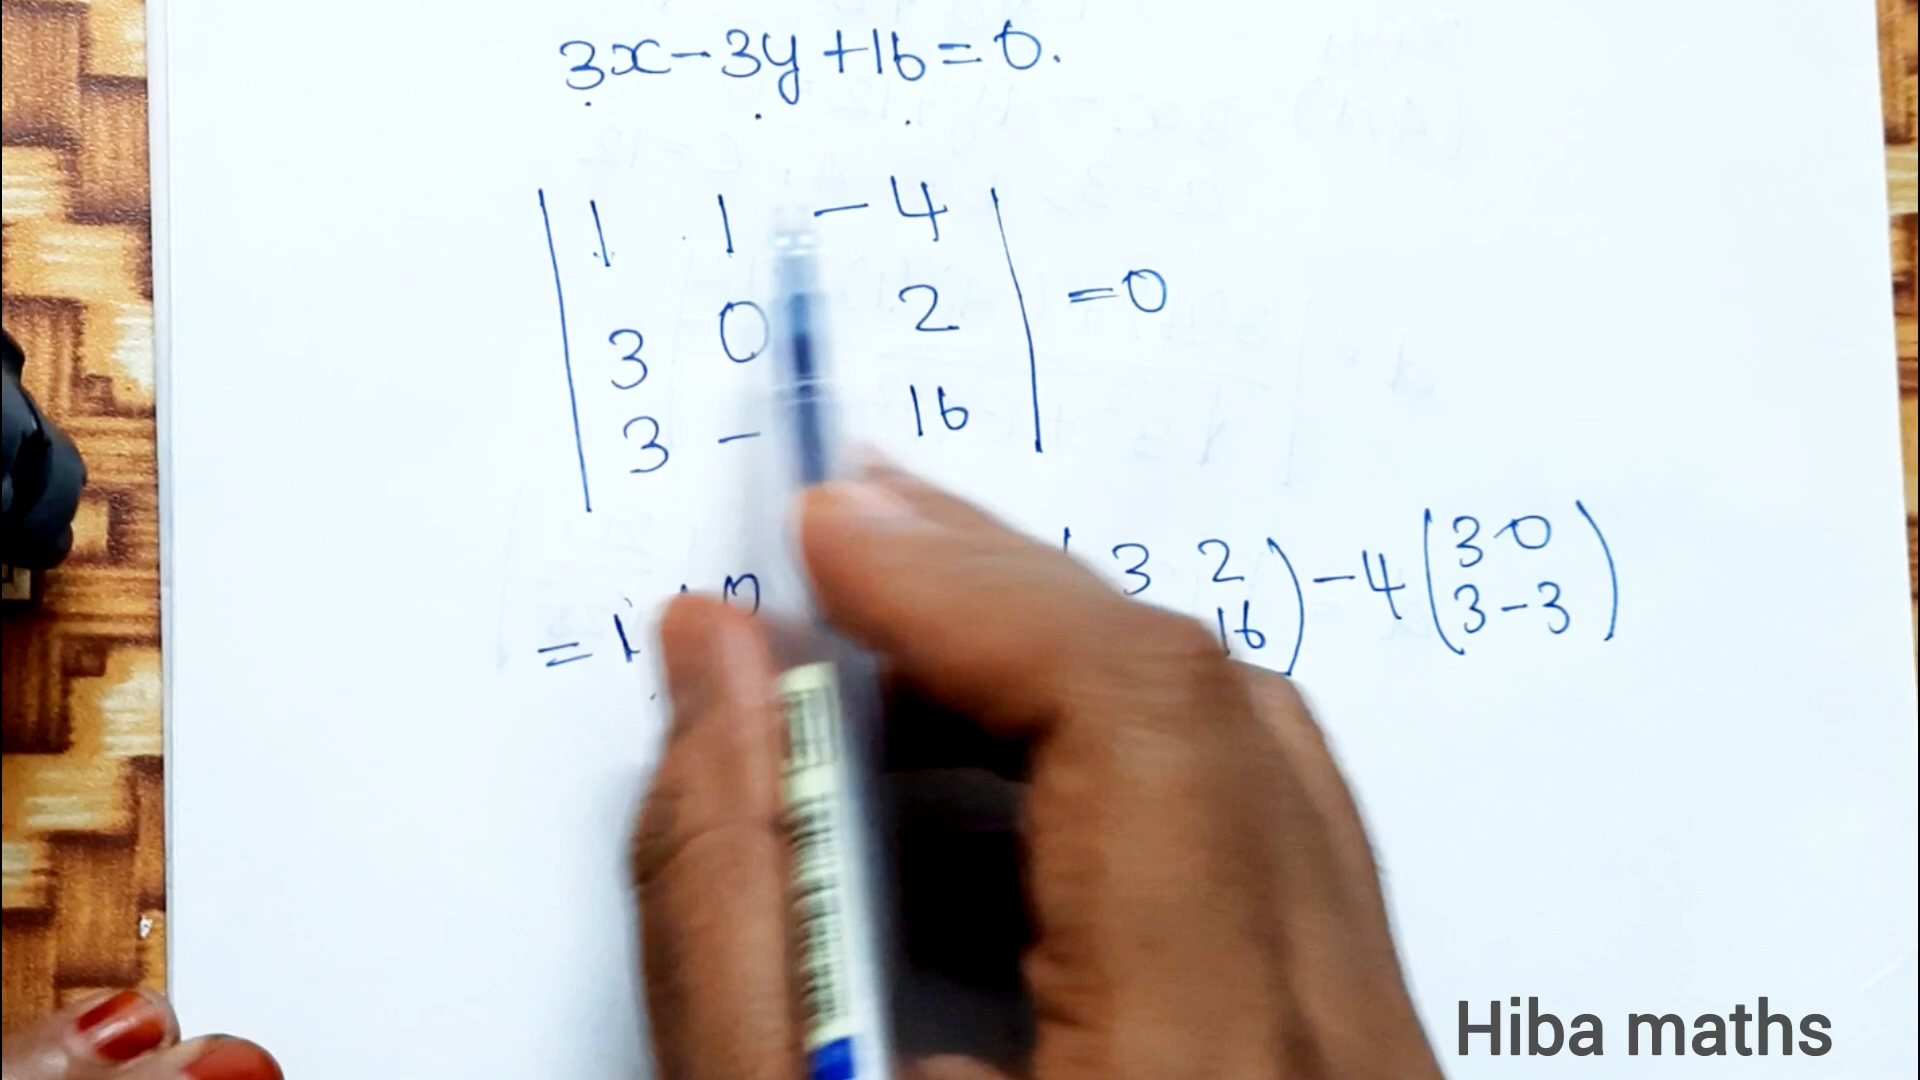 3x-3y+16=0.
1 1 -4
3 0 2 =0
3 - 16
= 1 3 2 -4 3 0
16 3 -3
Hiba maths